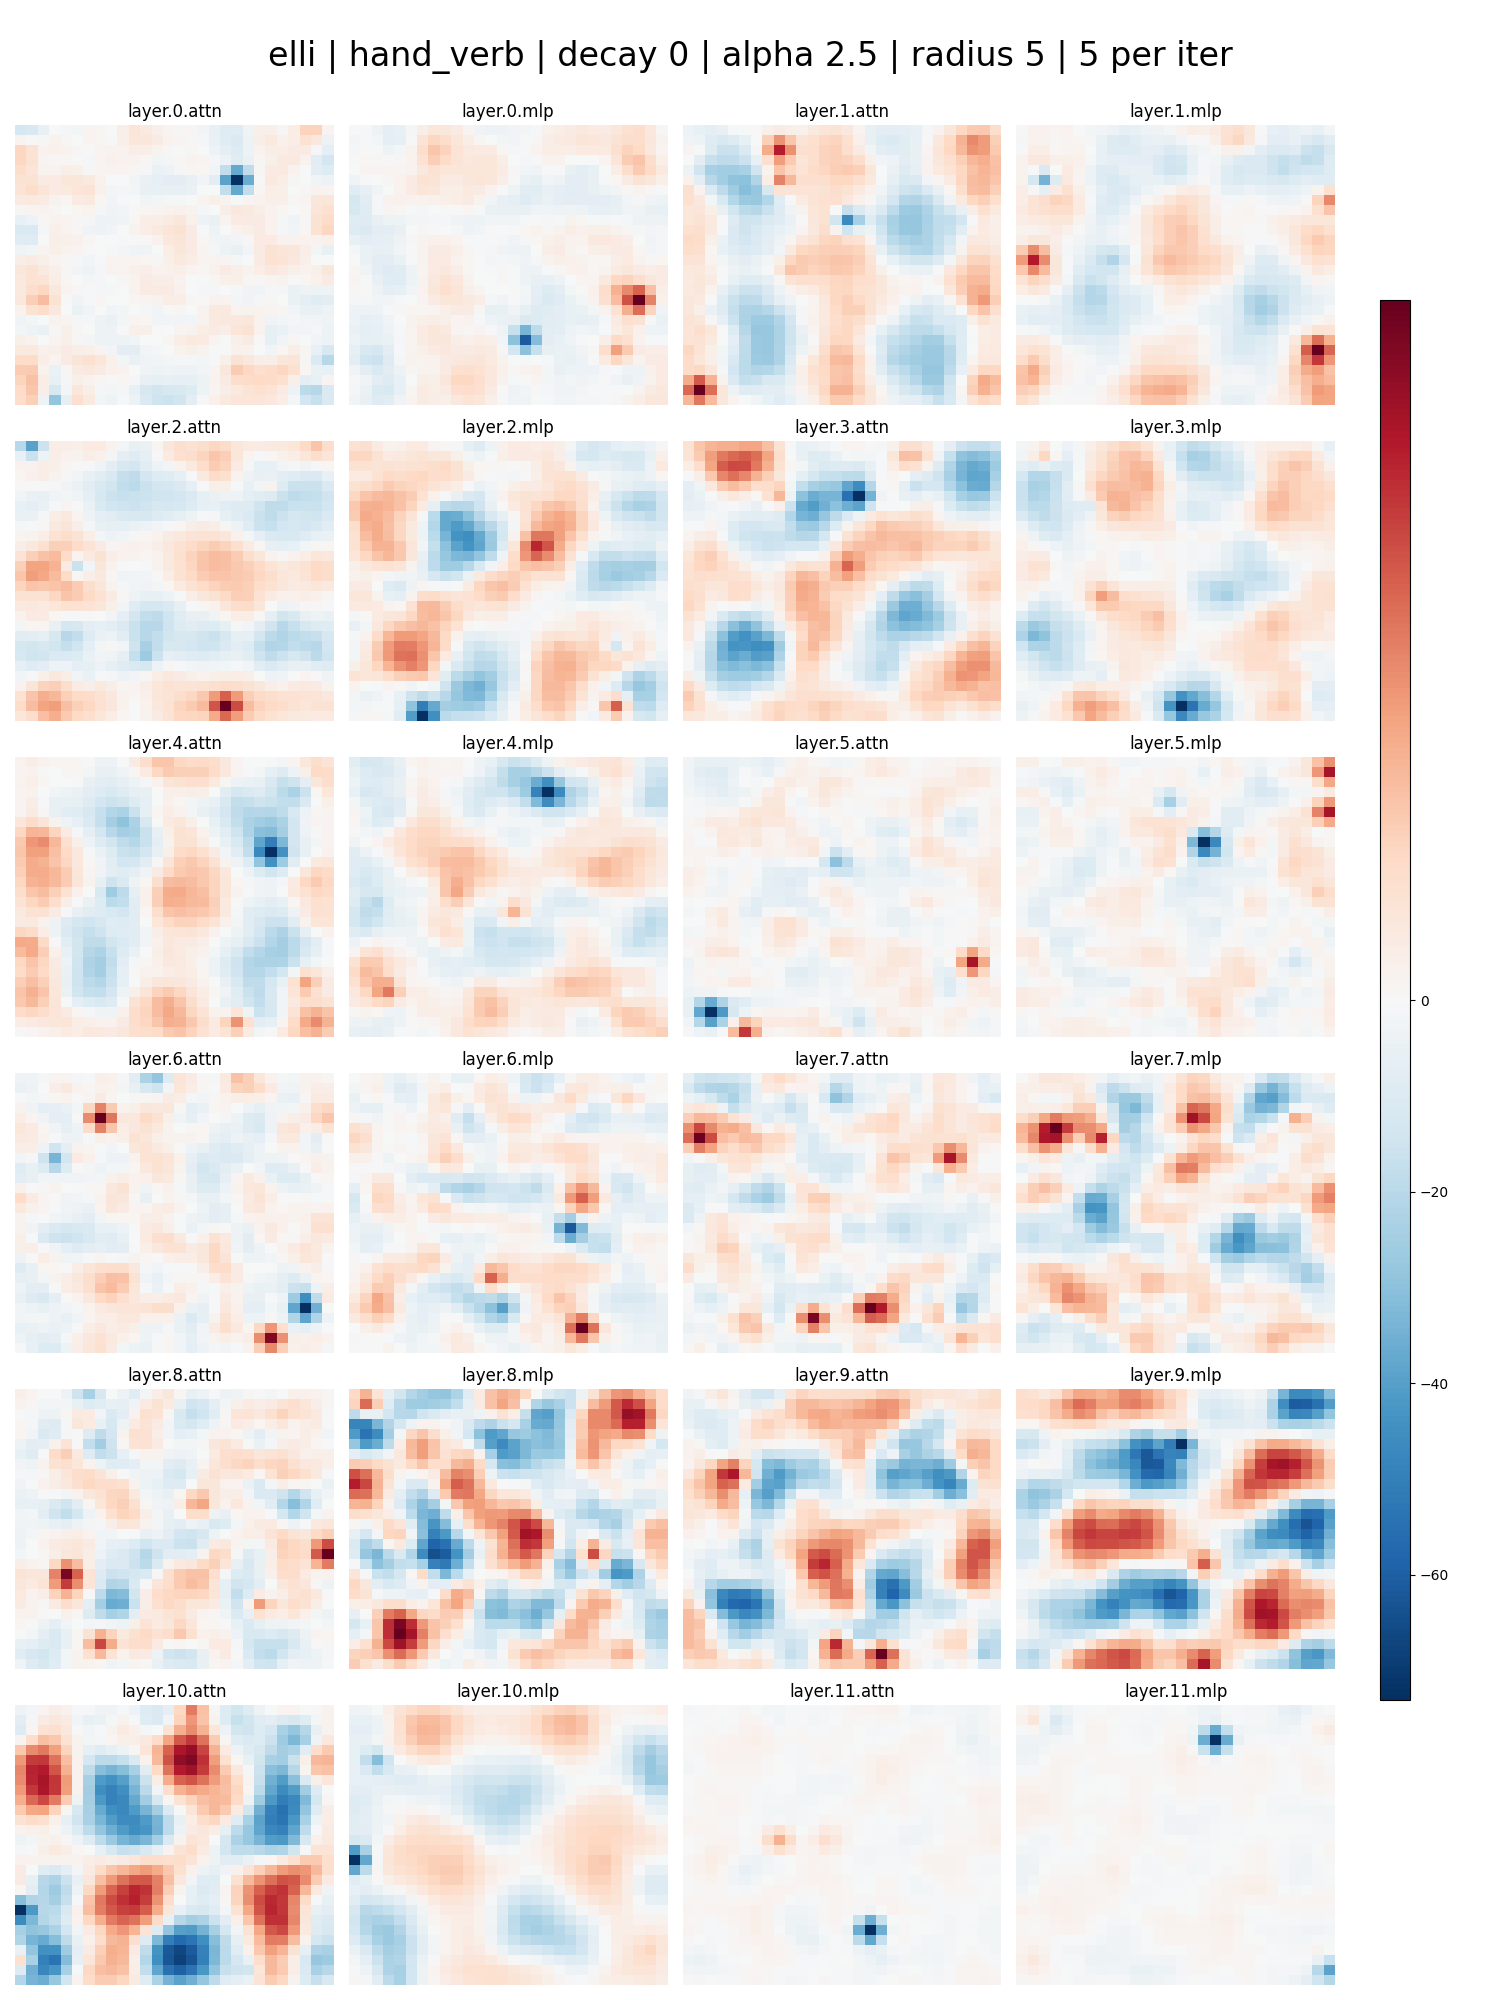 elli | hand_verb | decay 0 | alpha 2.5 | radius 5 | 5 per iter
layer.0.attn layer.0.mlp layer.1.attn layer.1.mlp
layer.2.attn layer.2.mlp layer.3.attn layer.3.mlp
layer.4.attn layer.4.mlp layer.5.attn layer.5.mlp
layer.6.attn layer.6.mlp layer.7.attn layer.7.mlp
layer.8.attn layer.8.mlp layer.9.attn layer.9.mlp
layer.10.attn layer.10.mlp layer.11.attn layer.11.mlp
0
−20
−40
−60